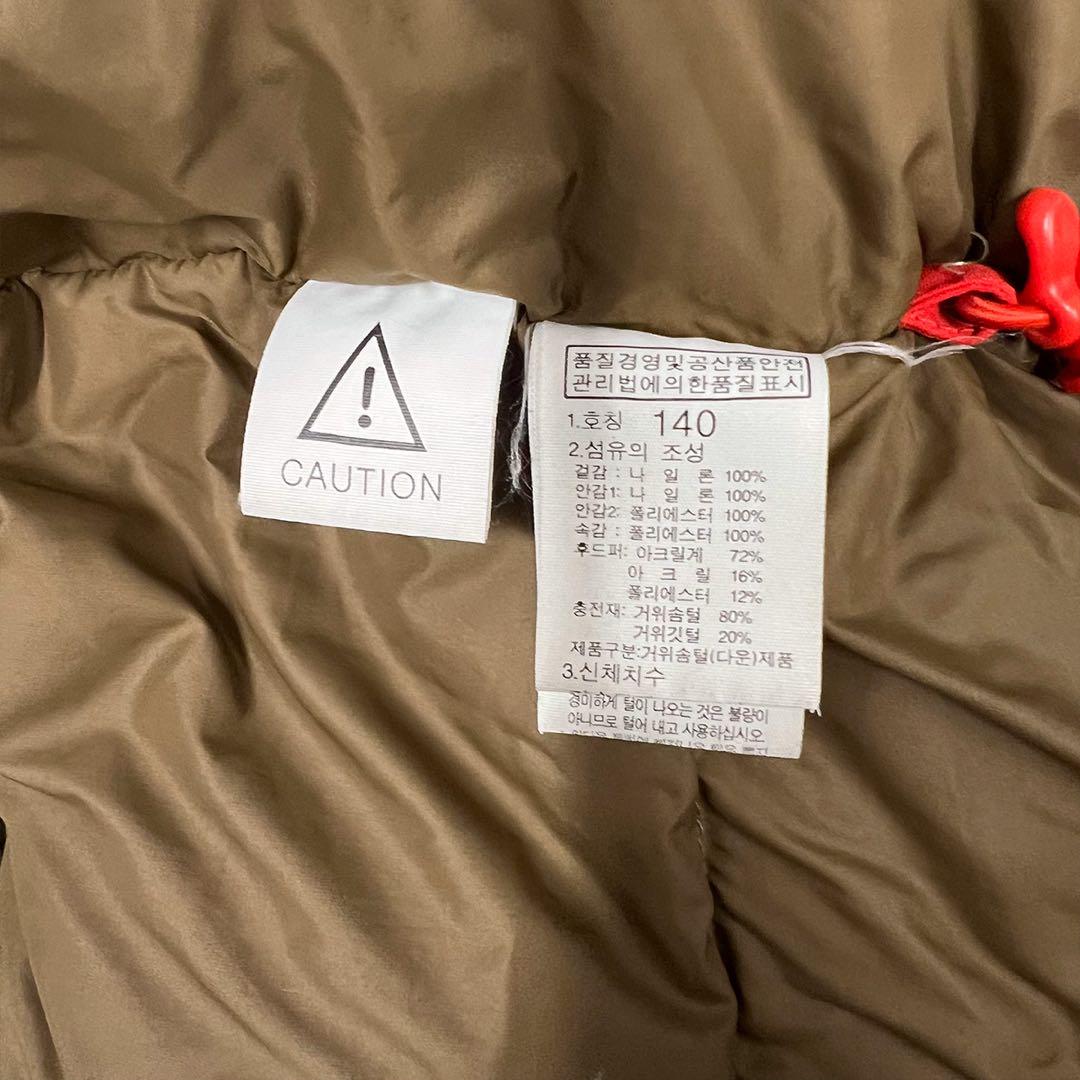 CAUTION
품질경영및공산품안전
관리법에의한품질표시
1.호칭 140
2.섬유의 조성
겉감 : 나 일 론 100%
안감1: 나 일 론 100%
안감2: 폴리에스터 100%
속감 : 폴리에스터 100%
후드퍼: 아크릴계 72%
아 크 릴 16%
폴리에스터 12%
충전재: 거위솜털 80%
거위깃털 20%
제품구분:거위솜털(다운)제품
3.신체치수
경미하게 털이 나오는 것은 불량이
아니므로 털어 내고 사용하십시오